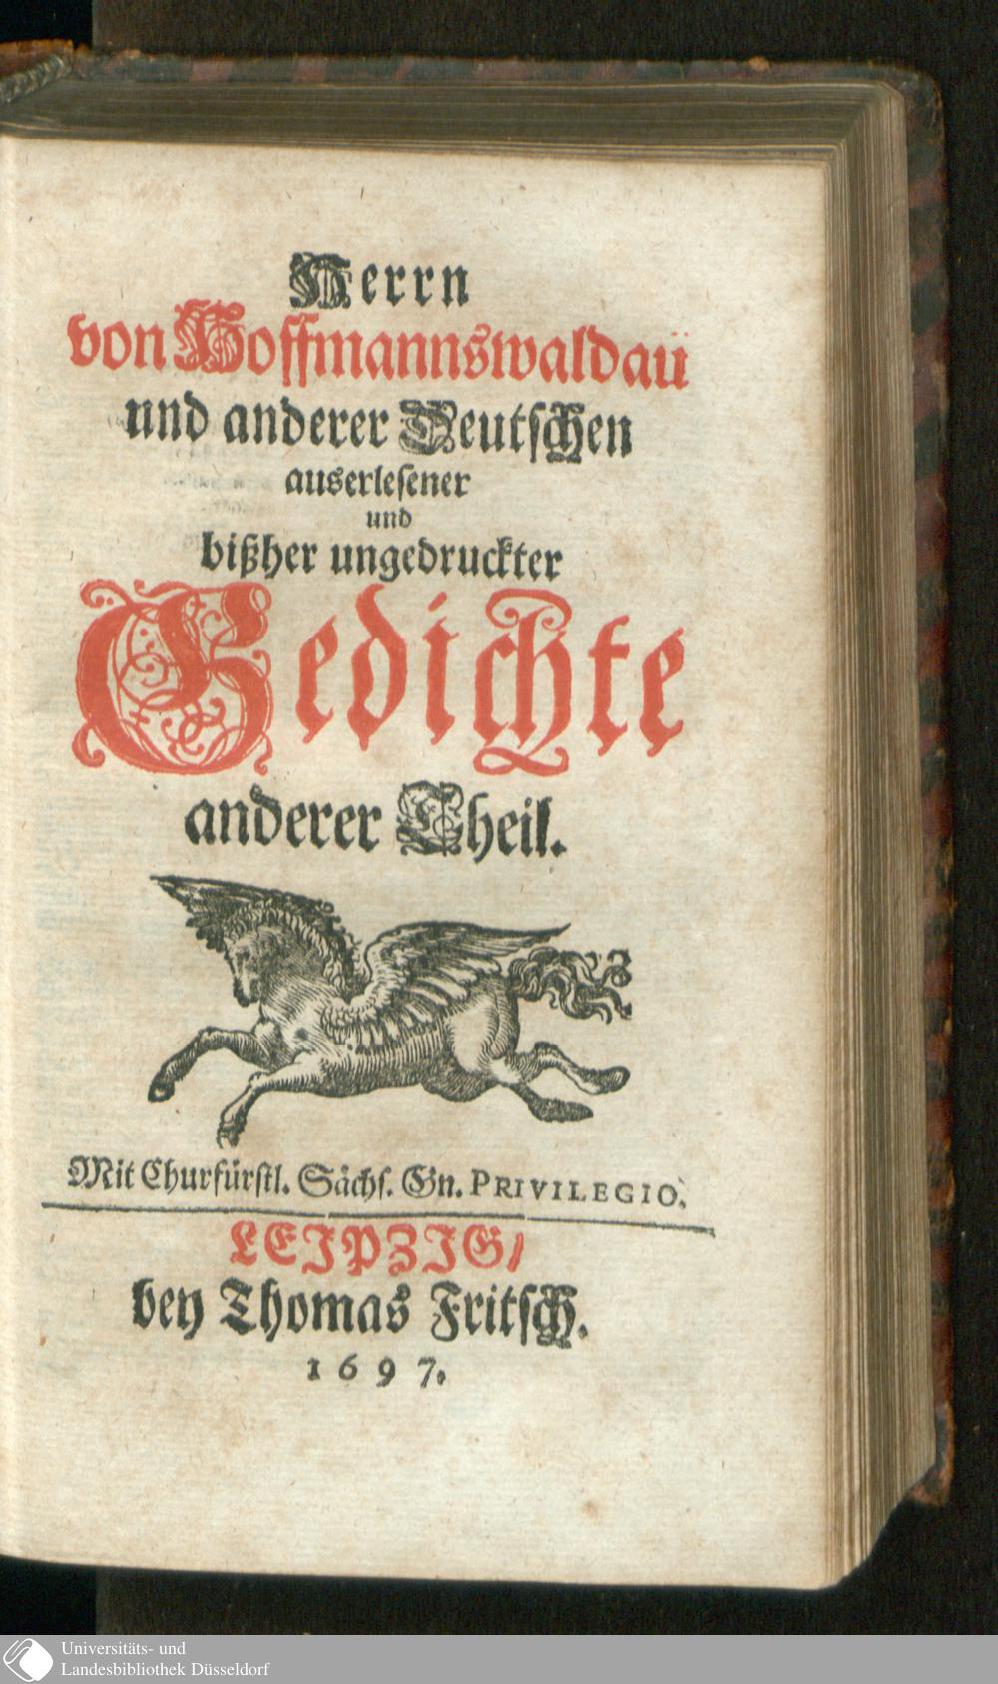 Herrn
von Hoffmannswaldau
und anderer Deutschen
auserlesener
und
bißher ungedruckter
Gedichte
anderer Theil.
Mit Churfürstl. Sächs. Gn. PRIVILEGIO.
LEIPZIG/
bey Thomas Fritsch.
1697.
Universitäts- und
Landesbibliothek Düsseldorf